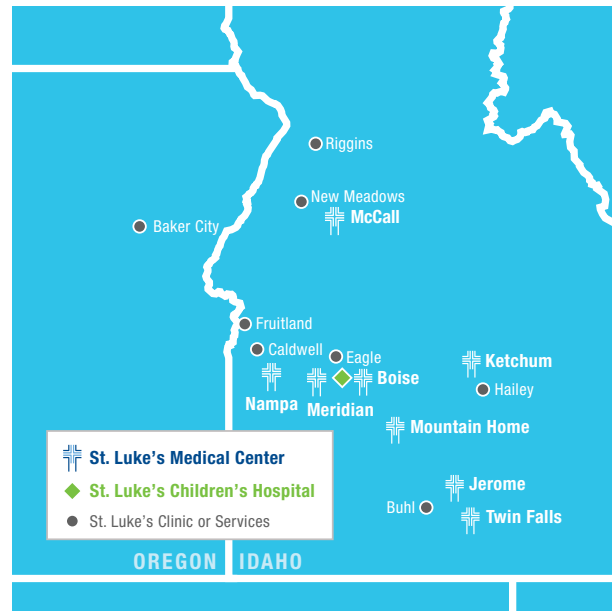 Riggins
New Meadows
McCall
Baker City
Fruitland
Caldwell
Eagle
Ketchum
Boise
Hailey
Nampa
Meridian
Mountain Home
St. Luke's Medical Center
St. Luke's Children's Hospital
St. Luke's Clinic or Services
Jerome
Buhl
Twin Falls
OREGON
IDAHO